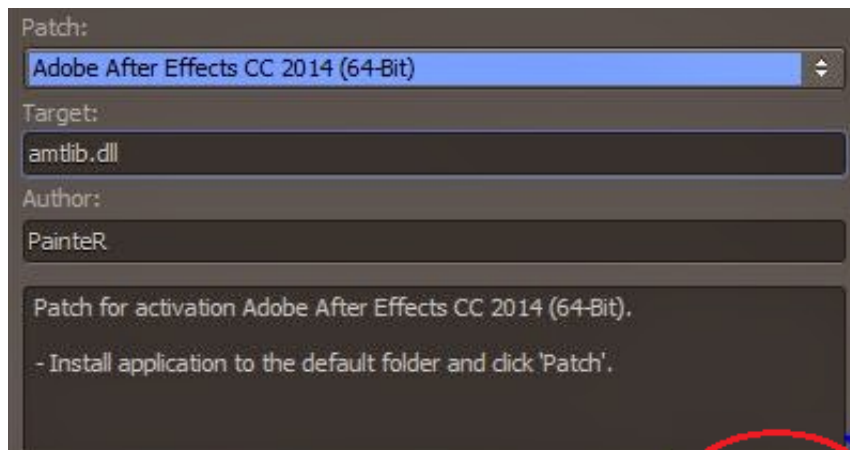 Patch:
Adobe After Effects CC 2014 (64-Bit)
Target:
amtlib.dll
Author:
PainteR
Patch for activation Adobe After Effects CC 2014 (64-Bit).
- Install application to the default folder and click 'Patch'.